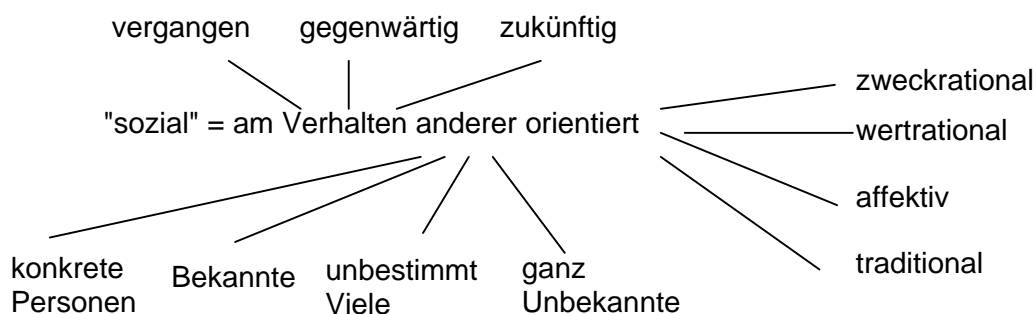 vergangen gegenwärtig zukünftig
zweckrational
"sozial" = am Verhalten anderer orientiert
wertrational
affektiv
traditional
konkrete Personen
Bekannte
unbestimmt Viele
ganz Unbekannte